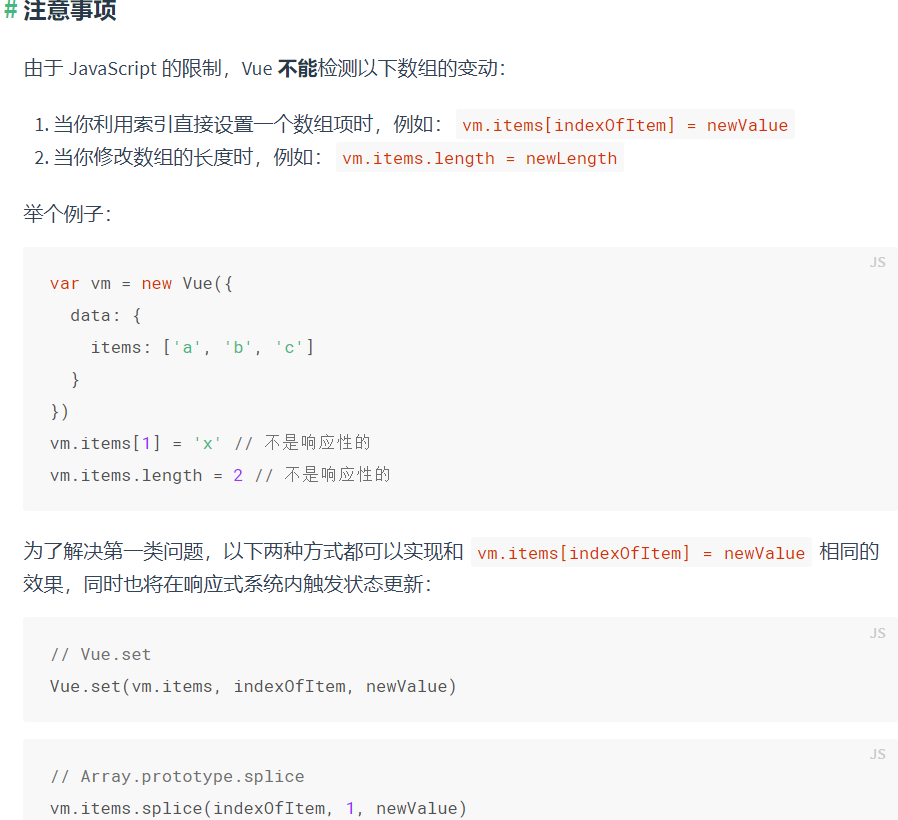 # 注意事项
由于 JavaScript 的限制，Vue 不能检测以下数组的变动：
1. 当你利用索引直接设置一个数组项时，例如： vm.items[indexOfItem] = newValue
2. 当你修改数组的长度时，例如： vm.items.length = newLength
举个例子：
JS
var vm = new Vue({
  data: {
    items: ['a', 'b', 'c']
  }
})
vm.items[1] = 'x' // 不是响应性的
vm.items.length = 2 // 不是响应性的
为了解决第一类问题，以下两种方式都可以实现和 vm.items[indexOfItem] = newValue 相同的
效果，同时也将在响应式系统内触发状态更新：
JS
// Vue.set
Vue.set(vm.items, indexOfItem, newValue)
JS
// Array.prototype.splice
vm.items.splice(indexOfItem, 1, newValue)